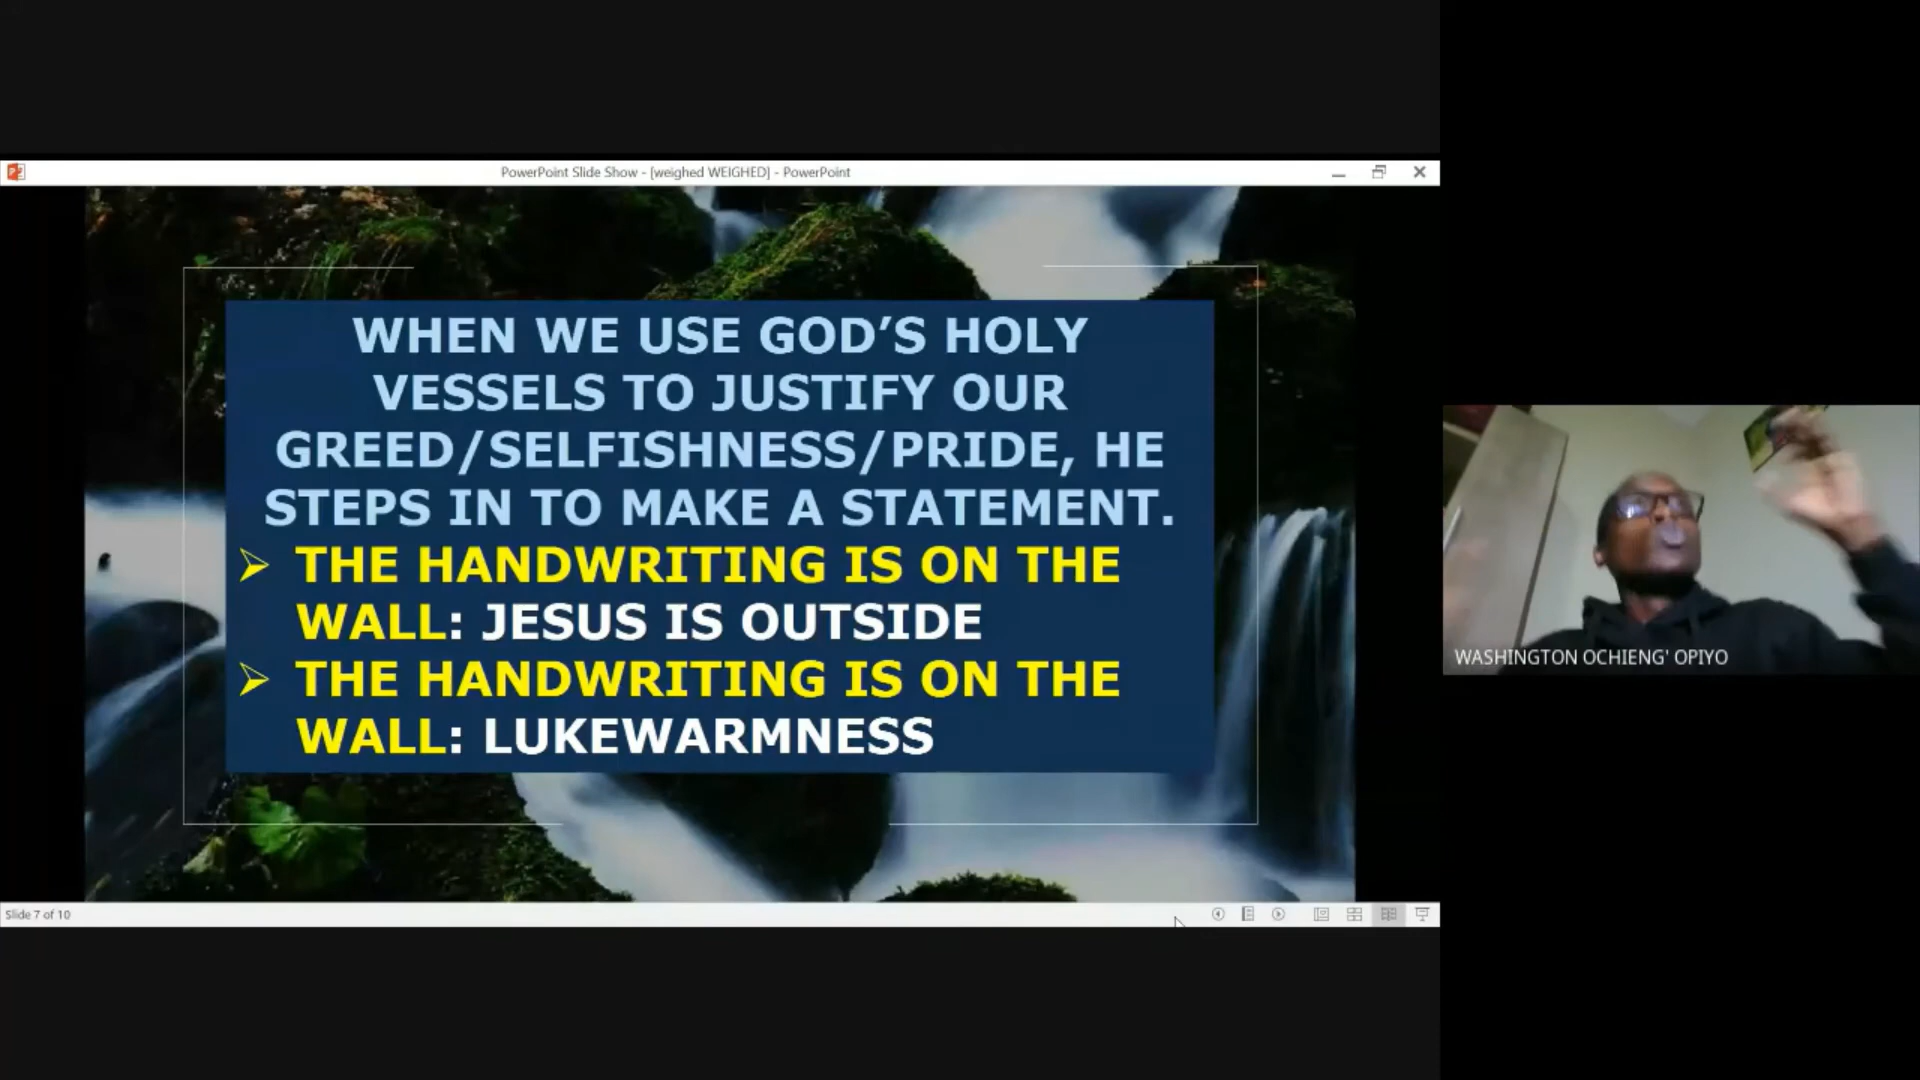 PowerPoint Slide Show - [weighed WEIGHED] - PowerPoint
WHEN WE USE GOD’S HOLY
VESSELS TO JUSTIFY OUR
GREED/SELFISHNESS/PRIDE, HE
STEPS IN TO MAKE A STATEMENT.
➢ THE HANDWRITING IS ON THE
WALL: JESUS IS OUTSIDE
➢ THE HANDWRITING IS ON THE
WALL: LUKEWARMNESS
WASHINGTON OCHIENG' OPIYO
Slide 7 of 10